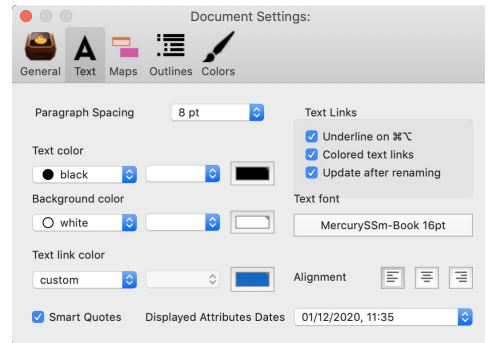 Document Settings:
General Text Maps Outlines Colors
Paragraph Spacing 8 pt
Text Links
Underline on ⌘⌥
Colored text links
Update after renaming
Text color
black
Background color
white
Text font
MercurySSm-Book 16pt
Text link color
custom
Alignment
Smart Quotes
Displayed Attributes Dates 01/12/2020, 11:35